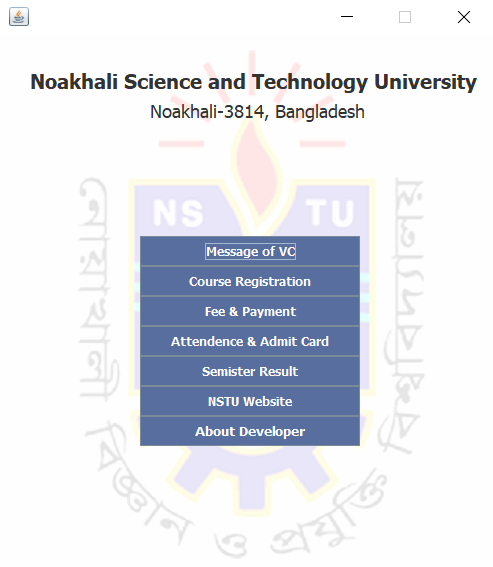 Noakhali Science and Technology University
Noakhali-3814, Bangladesh
NS TU
নোয়াখালী বিজ্ঞান ও প্রযুক্তি বিশ্ববিদ্যালয়
Message of VC
Course Registration
Fee & Payment
Attendence & Admit Card
Semister Result
NSTU Website
About Developer